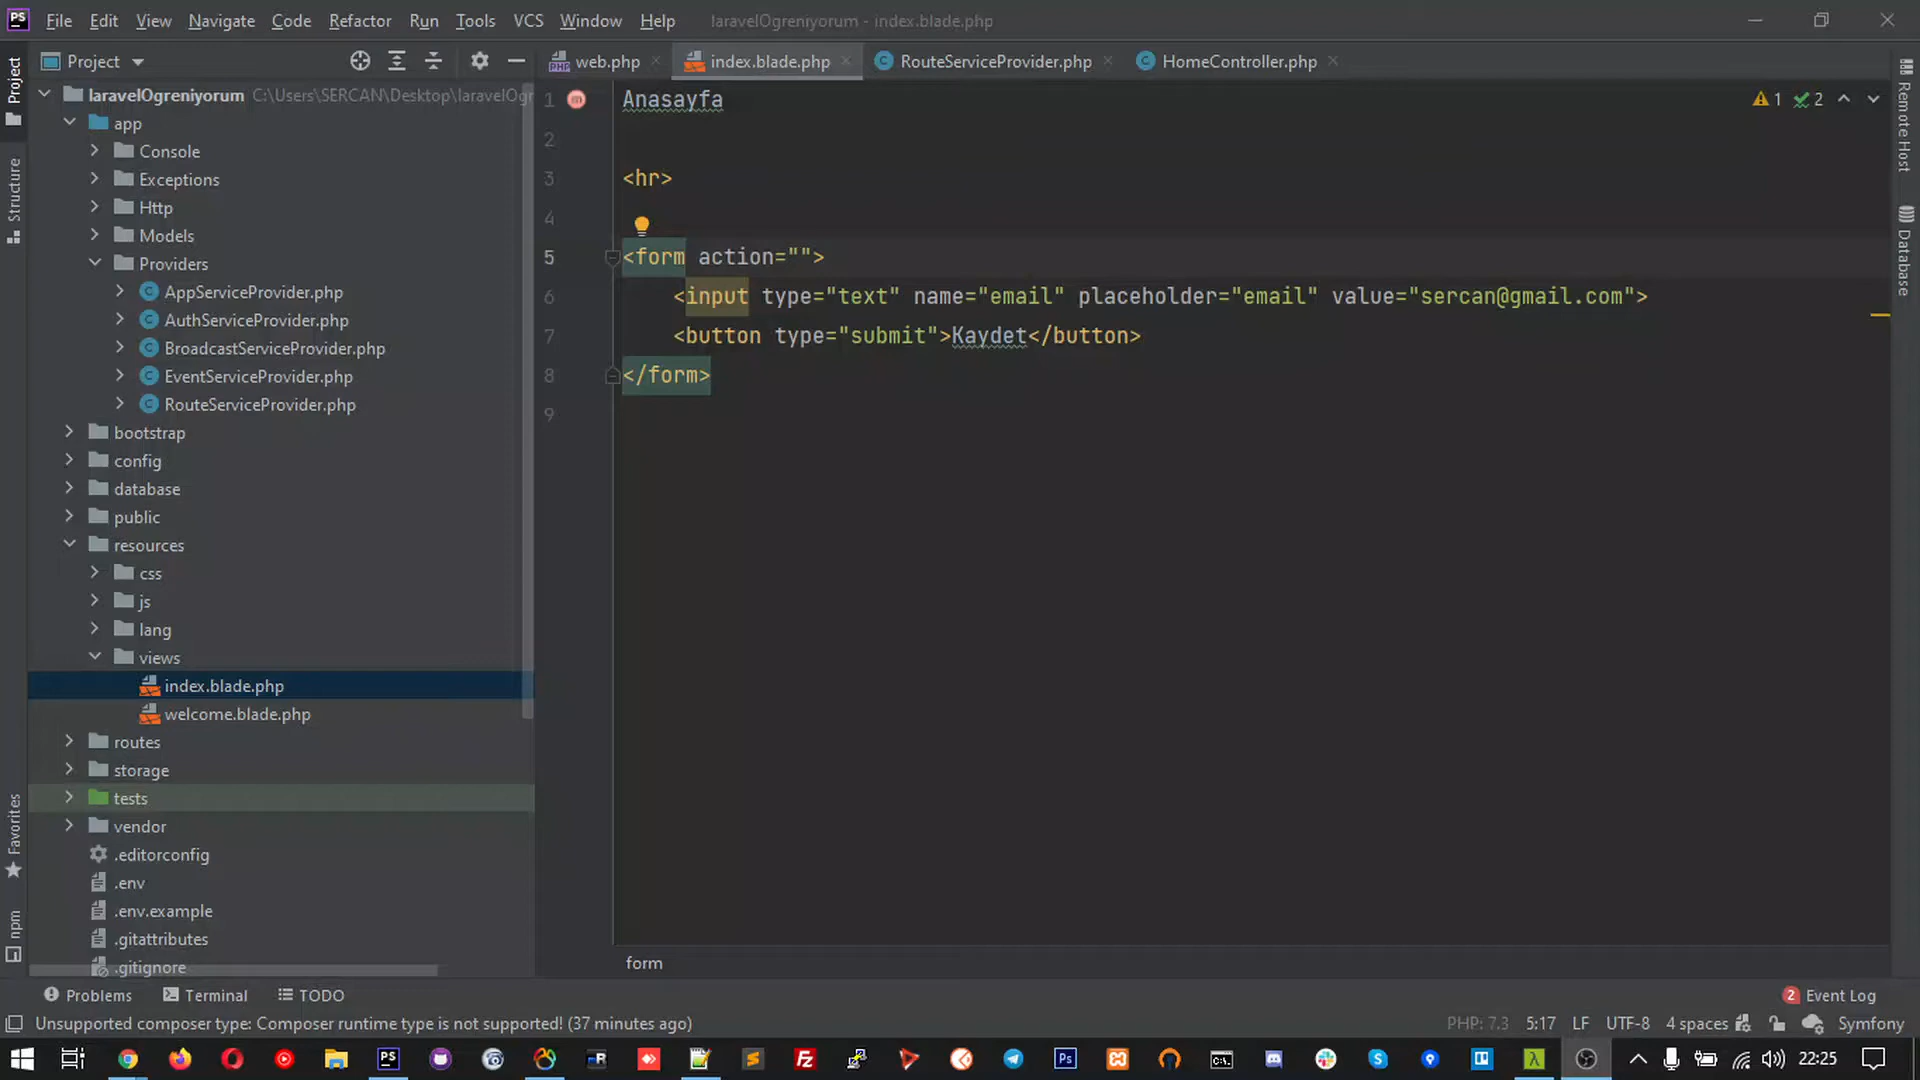 File Edit View Navigate Code Refactor Run Tools VCS Window Help laravelOgreniyorum - index.blade.php
Project
web.php index.blade.php RouteServiceProvider.php HomeController.php
laravelOgreniyorum C:\Users\SERCAN\Desktop\laravelOgr
app
Console
Exceptions
Http
Models
Providers
AppServiceProvider.php
AuthServiceProvider.php
BroadcastServiceProvider.php
EventServiceProvider.php
RouteServiceProvider.php
bootstrap
config
database
public
resources
css
js
lang
views
index.blade.php
welcome.blade.php
routes
storage
tests
vendor
.editorconfig
.env
.env.example
.gitattributes
.gitignore
1 Anasayfa
2
3 <hr>
4
5 <form action="">
6 <input type="text" name="email" placeholder="email" value="sercan@gmail.com">
7 <button type="submit">Kaydet</button>
8 </form>
9
1 2
form
Project
Structure
Favorites
npm
Remote Host
Database
Problems Terminal TODO
2 Event Log
Unsupported composer type: Composer runtime type is not supported! (37 minutes ago)
PHP: 7.3 5:17 LF UTF-8 4 spaces Symfony
22:25